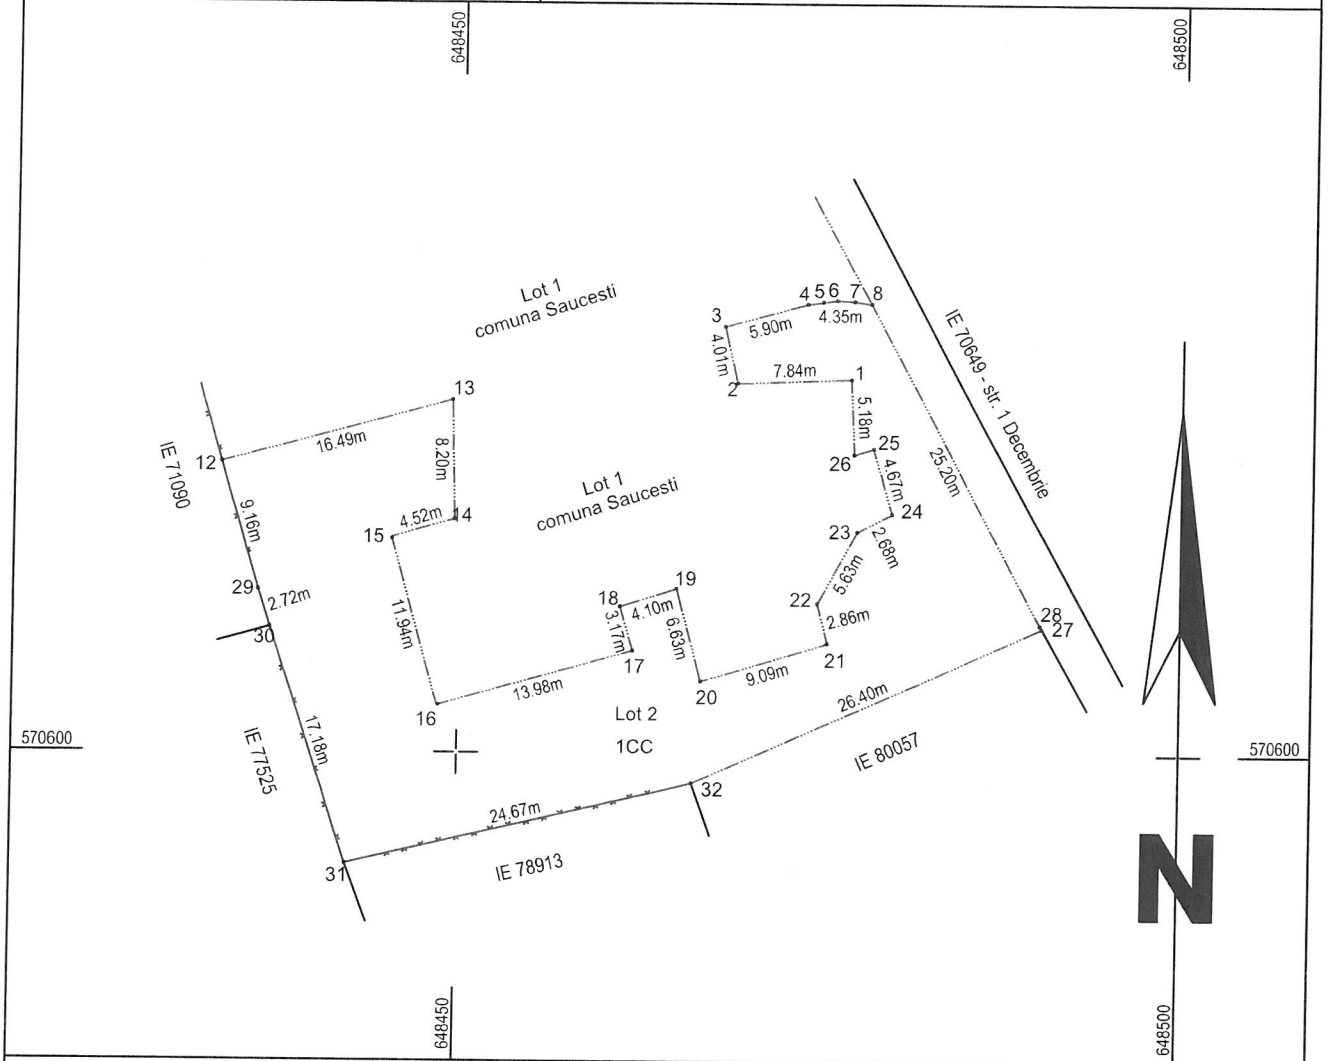 648450
648500
Lot 1
comuna Saucesti
3
4
5
6
7
8
5.90m
4.35m
4.01m
7.84m
2
1
IE 70649 - str. 1 Decembrie
13
16.49m
12
8.20m
5.18m
25
26
4.67m
25.20m
IE 71090
9.16m
Lot 1
comuna Saucesti
4.52m
14
15
24
23
2.68m
5.63m
29
2.72m
30
19
18
4.10m
3.17m
6.63m
22
2.86m
28
27
11.94m
17
21
13.98m
9.09m
20
16
26.40m
Lot 2
1CC
17.18m
IE 77525
570600
570600
IE 80057
32
24.67m
31
IE 78913
N
648450
648500